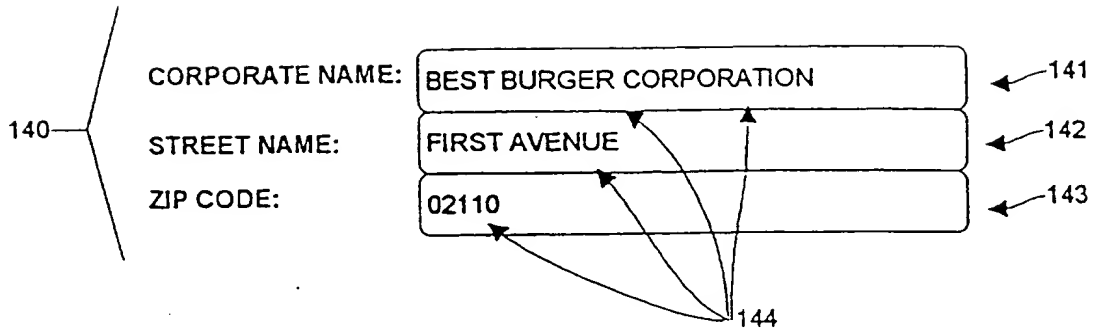 CORPORATE NAME: BEST BURGER CORPORATION 141
140 STREET NAME: FIRST AVENUE 142
ZIP CODE: 02110 143
144